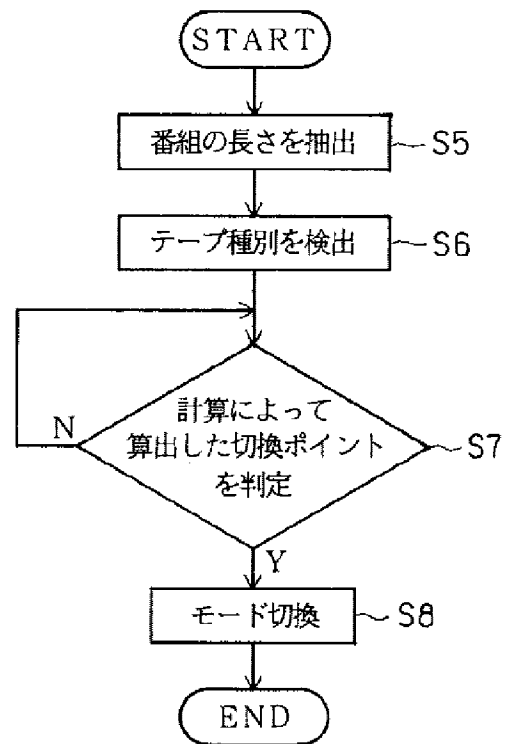 START
番組の長さを抽出 S5
テープ種別を検出 S6
計算によって
N 算出した切換ポイント S7
を判定
Y
モード切換 S8
END